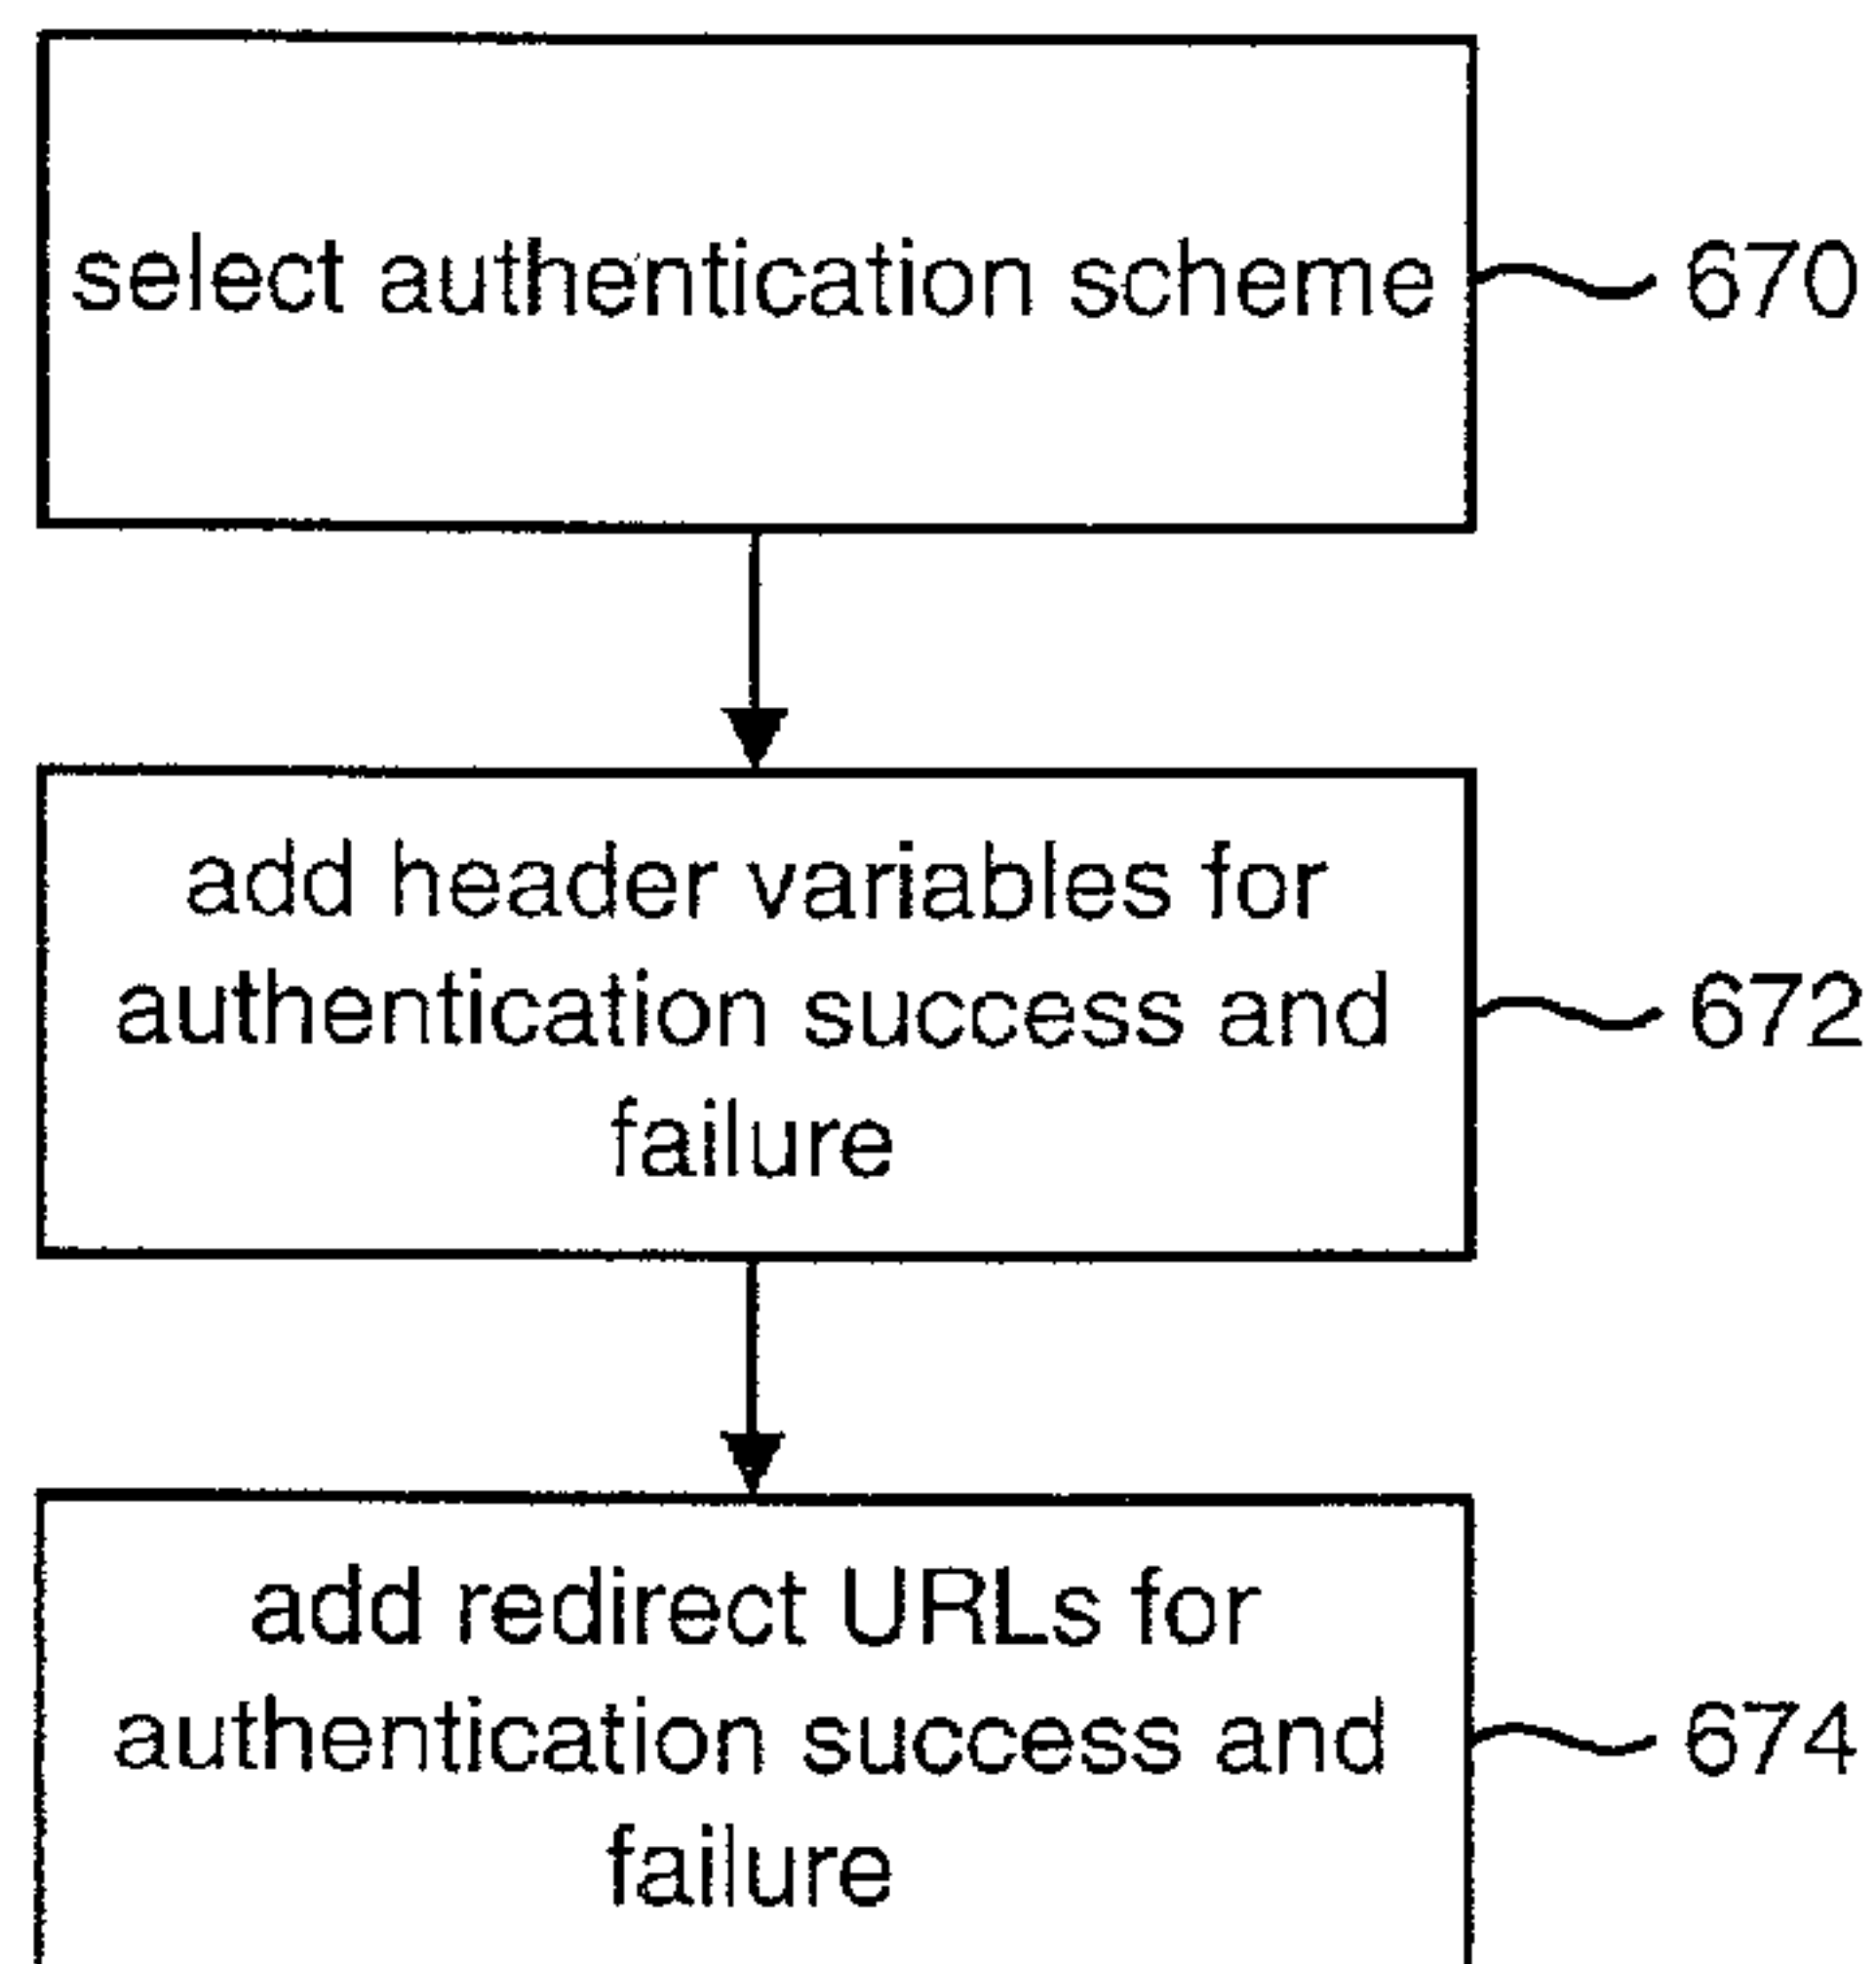 select authentication scheme
670
add header variables for
authentication success and
failure
672
add redirect URLs for
authentication success and
failure
674